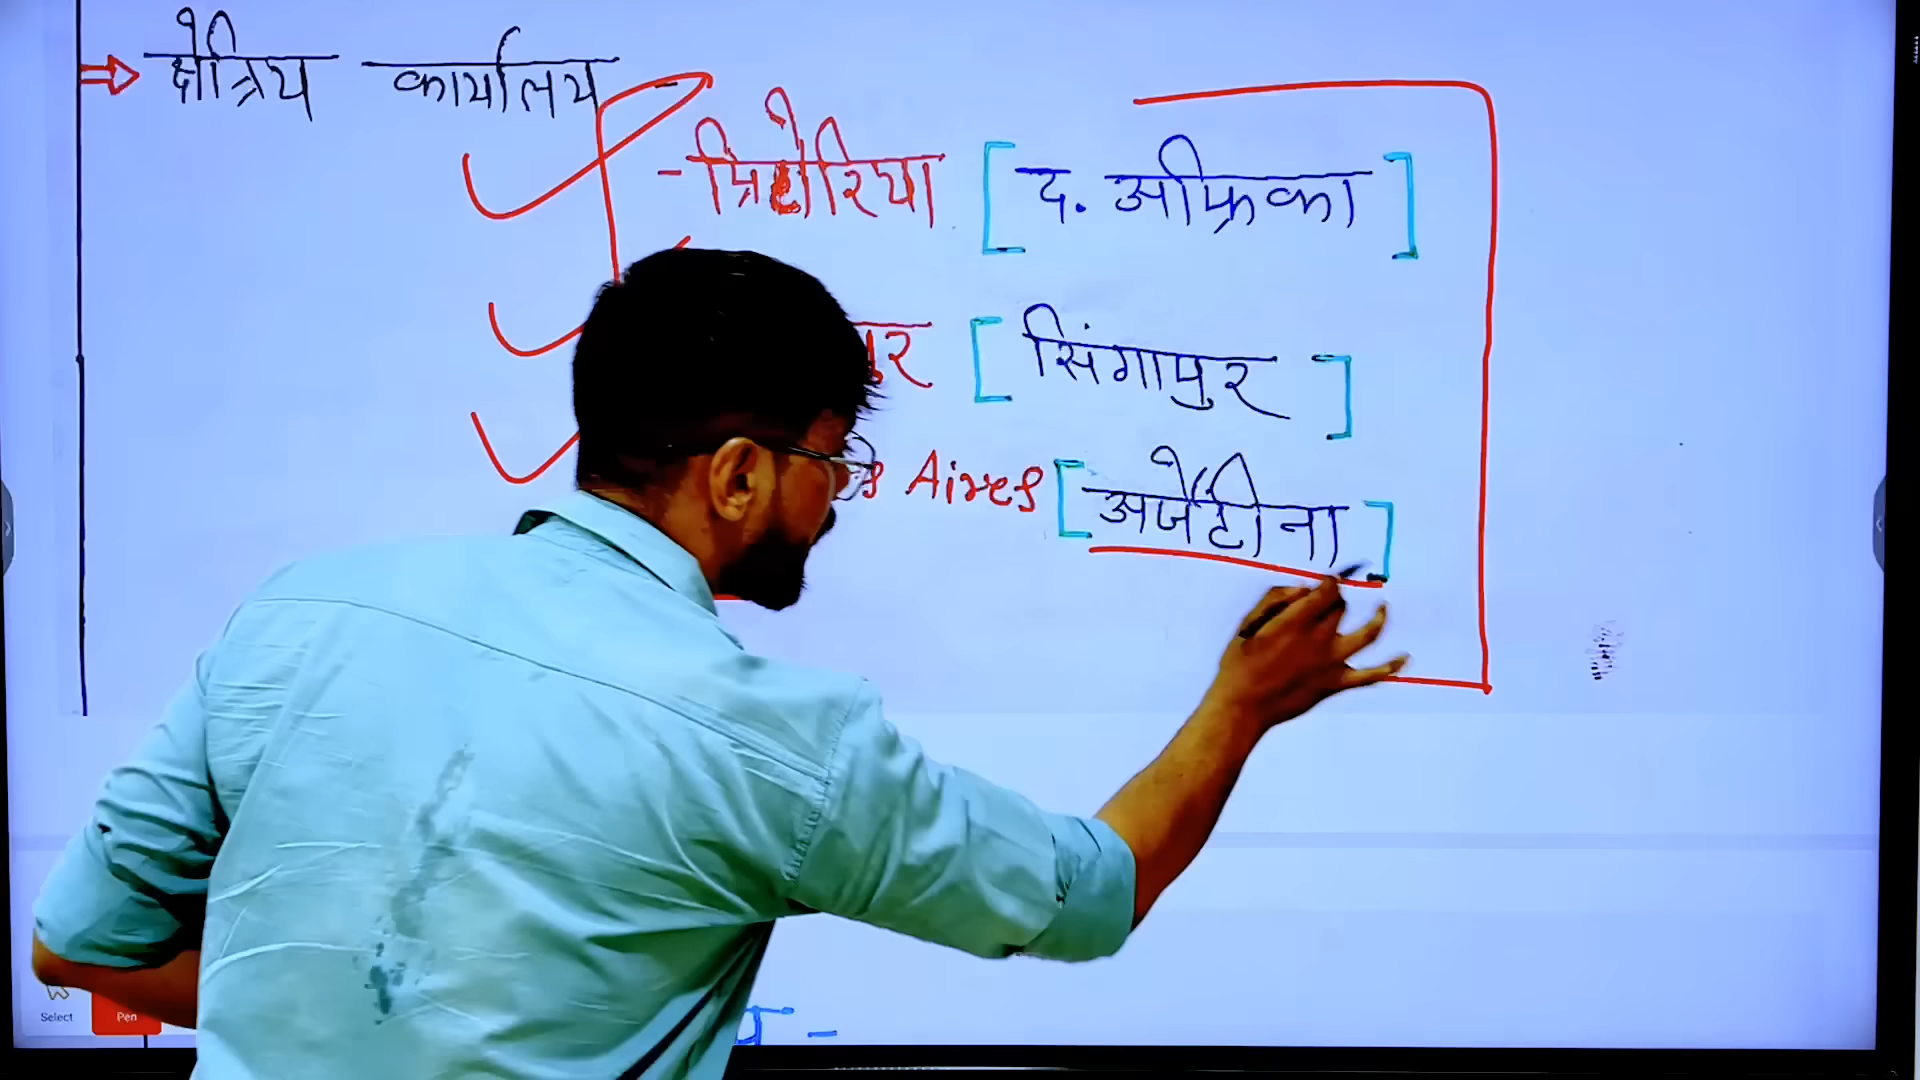 ⇒ क्षेत्रिय कार्यालय -
- प्रिटोरिया [द. अफ्रिका]
[सिंगापुर]
Aires [अर्जेंटीना]
Select
Pen